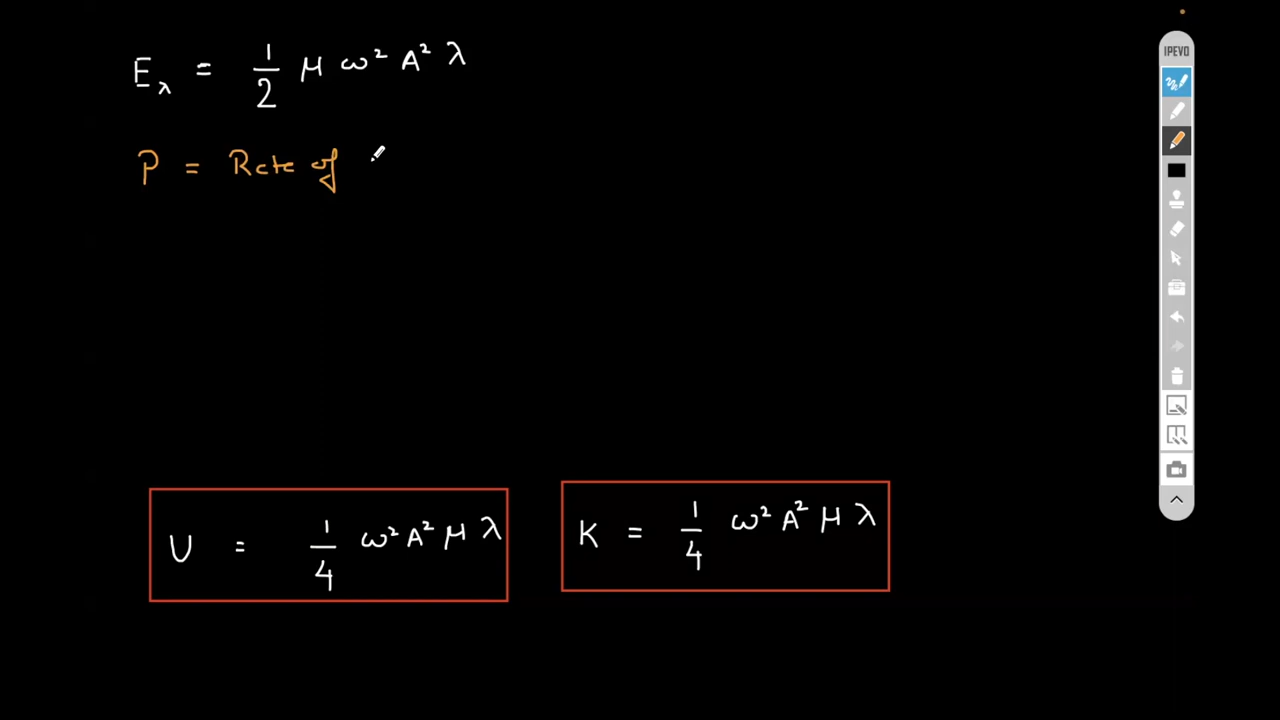 E_λ = 1/2 μ ω² A² λ
P = Rate of
U = 1/4 ω² A² μ λ
K = 1/4 ω² A² μ λ
IPEVO